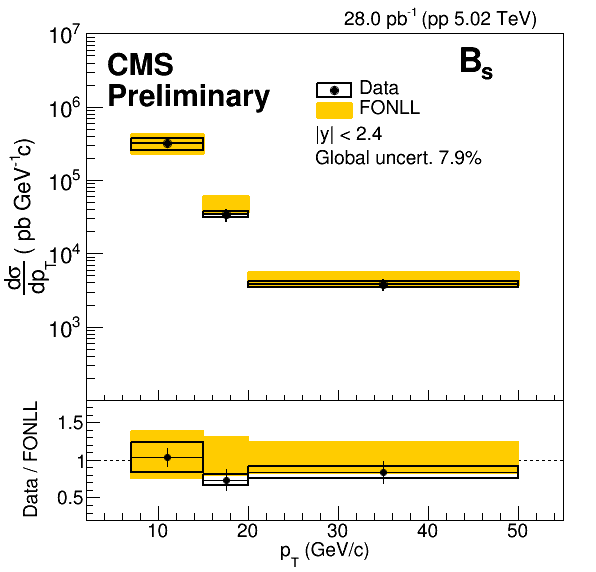 28.0 pb⁻¹ (pp 5.02 TeV)
CMS
Preliminary
Bₛ
Data
FONLL
|y| < 2.4
Global uncert. 7.9%
dσ/dp_T ( pb GeV⁻¹c)
10⁷
10⁶
10⁵
10⁴
10³
Data / FONLL
1.5
1
0.5
10 20 30 40 50
p_T (GeV/c)